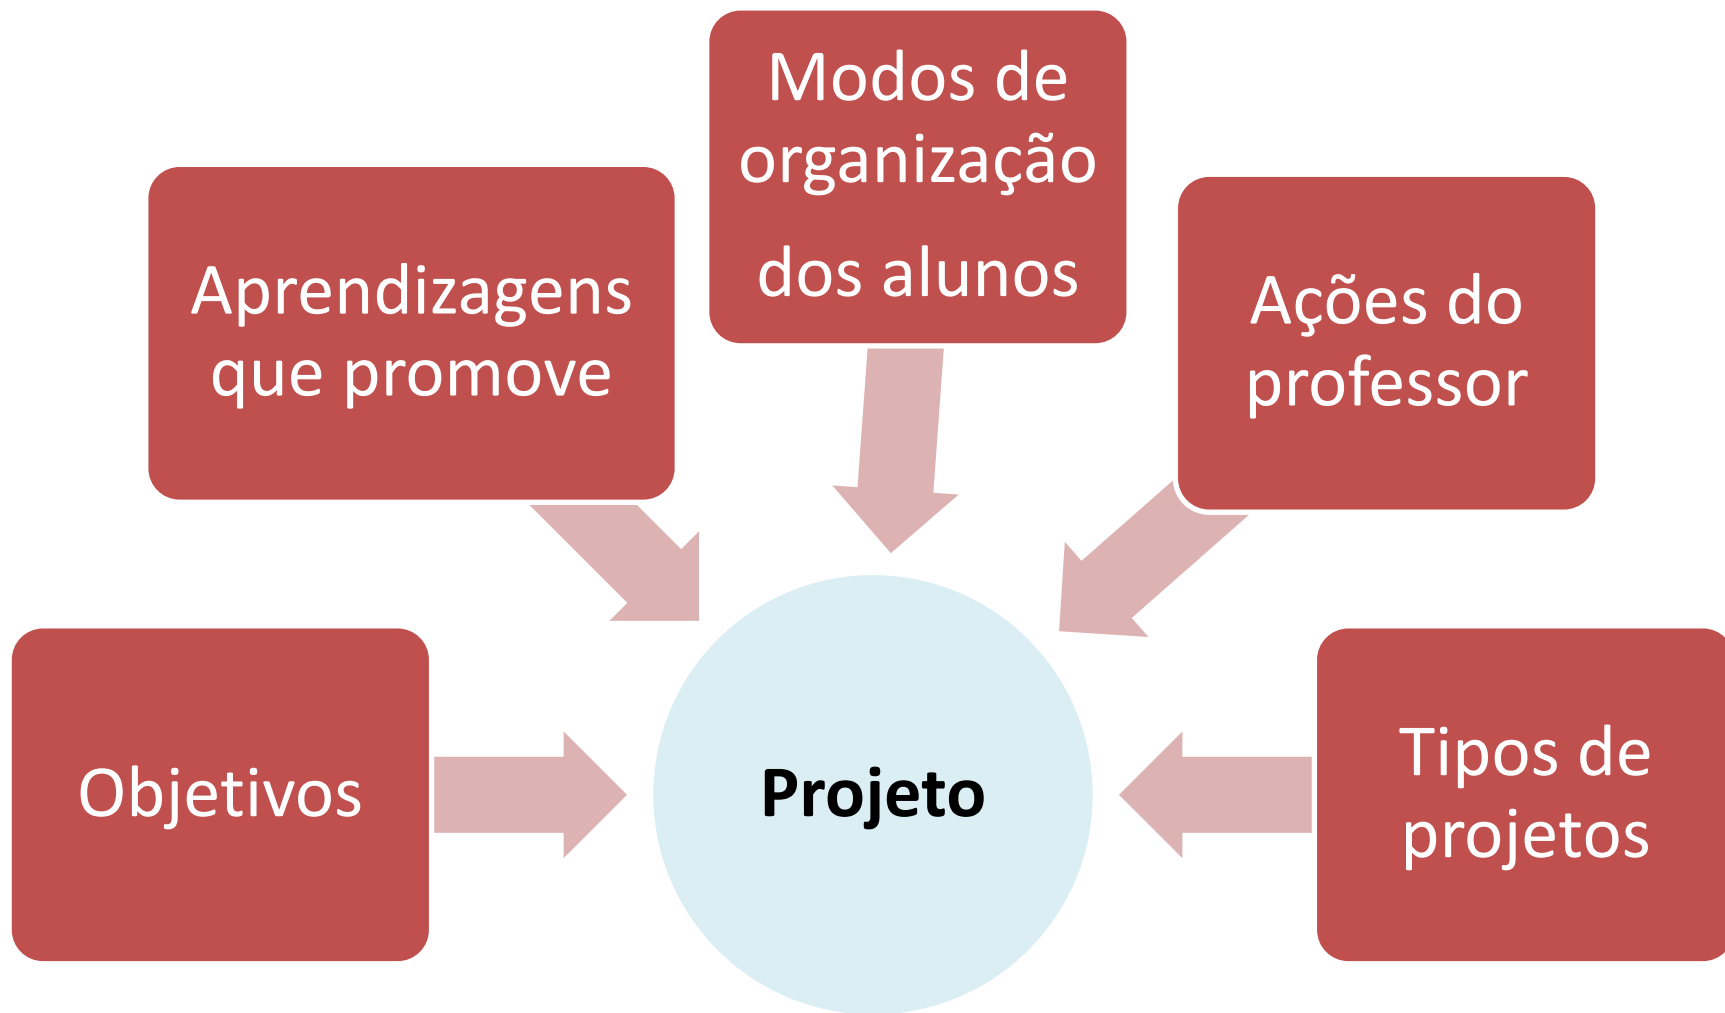 Modos de
organização
dos alunos
Aprendizagens
que promove
Ações do
professor
Objetivos
Projeto
Tipos de
projetos